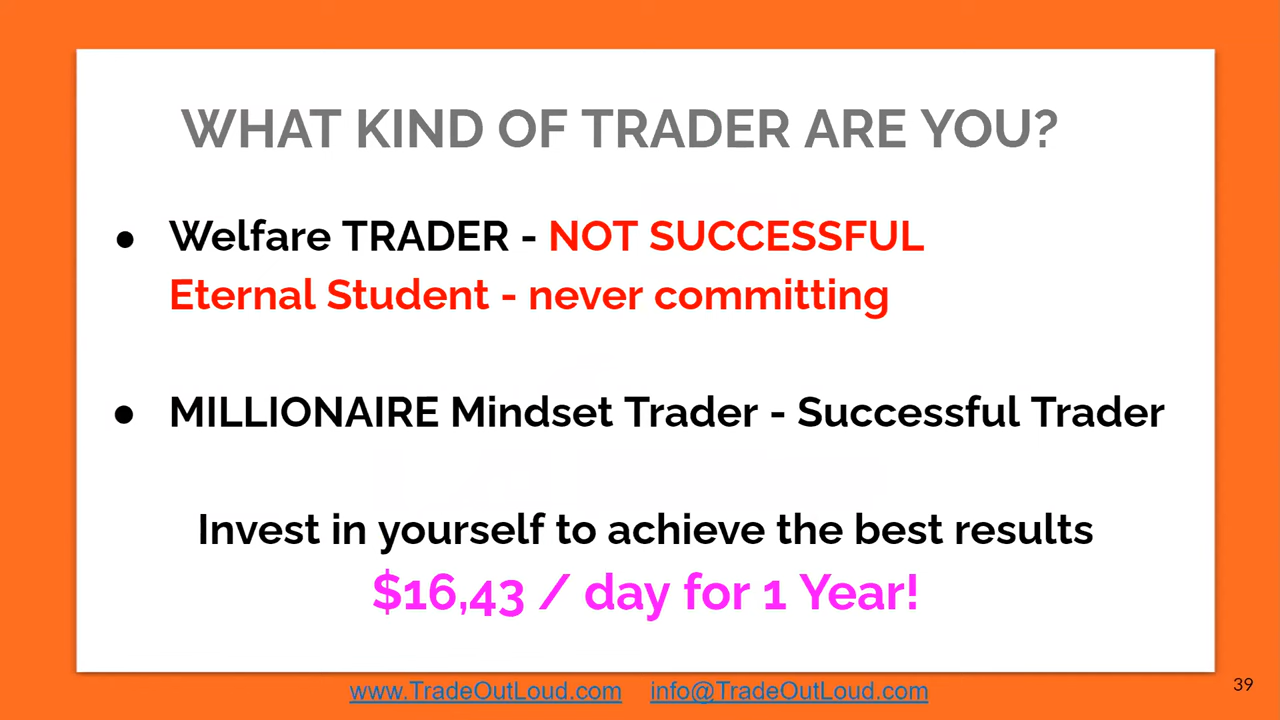 WHAT KIND OF TRADER ARE YOU?
● Welfare TRADER - NOT SUCCESSFUL
Eternal Student - never committing
● MILLIONAIRE Mindset Trader - Successful Trader
Invest in yourself to achieve the best results
$16,43 / day for 1 Year!
www.TradeOutLoud.com info@TradeOutLoud.com
39